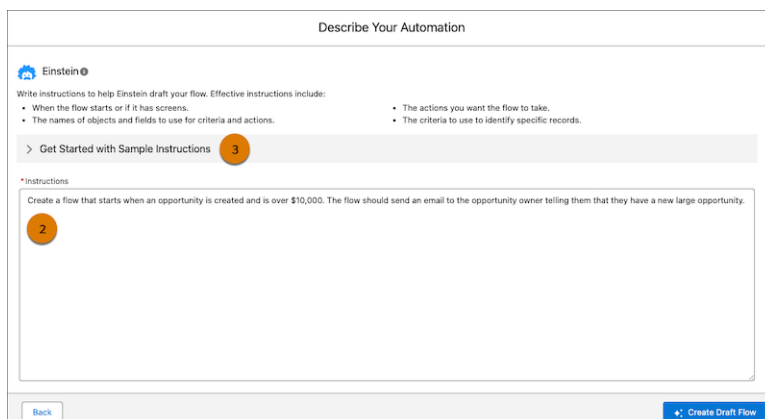 Describe Your Automation
Einstein
Write instructions to help Einstein draft your flow. Effective instructions include:
• When the flow starts or if it has screens.
• The names of objects and fields to use for criteria and actions.
• The actions you want the flow to take.
• The criteria to use to identify specific records.
> Get Started with Sample Instructions 3
*Instructions
Create a flow that starts when an opportunity is created and is over $10,000. The flow should send an email to the opportunity owner telling them that they have a new large opportunity.
2
Back
Create Draft Flow